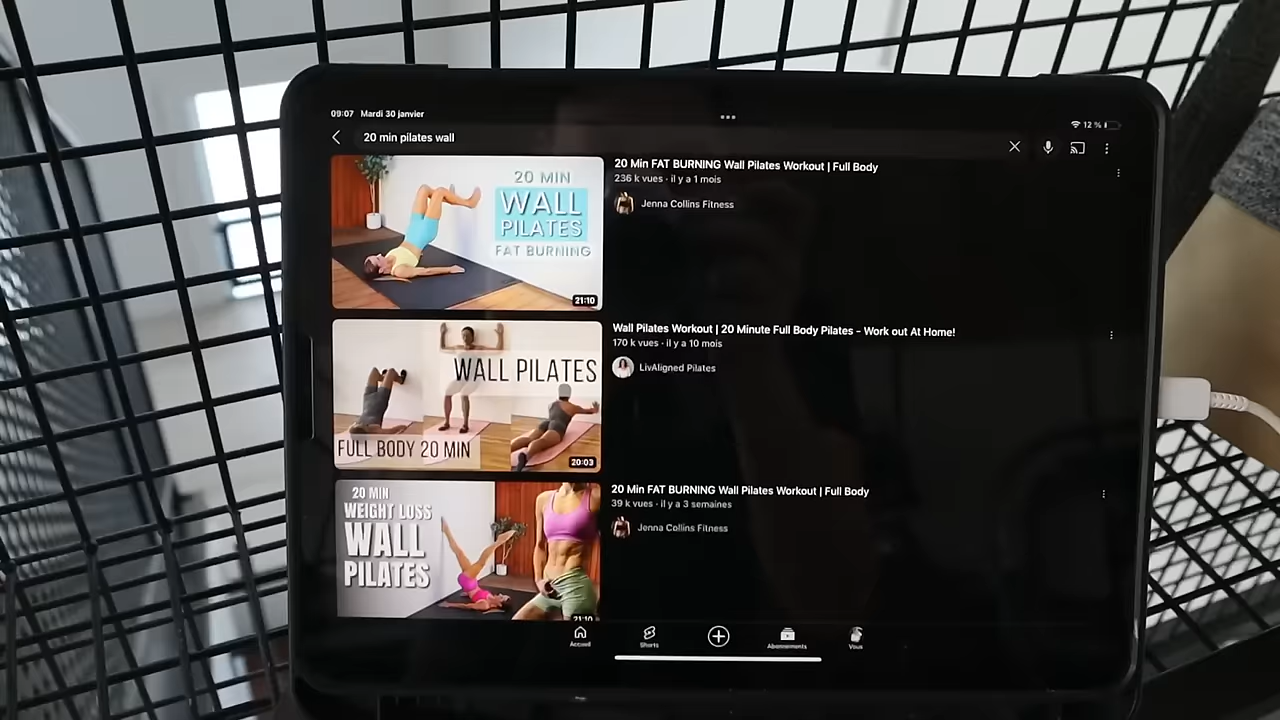 09:07 Mardi 30 janvier
12 %
20 min pilates wall
20 MIN
WALL
PILATES
FAT BURNING
21:10
20 Min FAT BURNING Wall Pilates Workout | Full Body
236 k vues · il y a 1 mois
Jenna Collins Fitness
WALL PILATES
FULL BODY 20 MIN
20:03
Wall Pilates Workout | 20 Minute Full Body Pilates - Work out At Home!
170 k vues · il y a 10 mois
LivAligned Pilates
20 MIN
WEIGHT LOSS
WALL
PILATES
21:10
20 Min FAT BURNING Wall Pilates Workout | Full Body
39 k vues · il y a 3 semaines
Jenna Collins Fitness
Accueil
Shorts
Abonnements
Vous